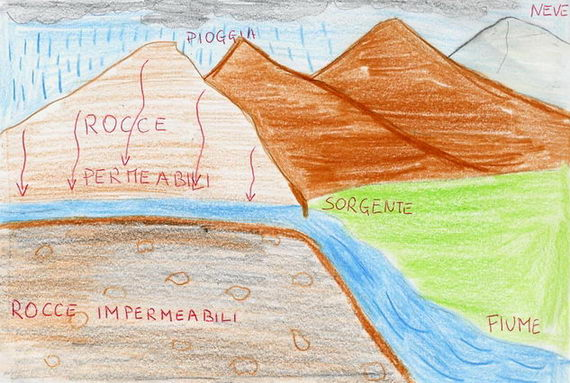 NEVE
PIOGGIA
ROCCE
PERMEABILI
SORGENTE
ROCCE IMPERMEABILI
FIUME